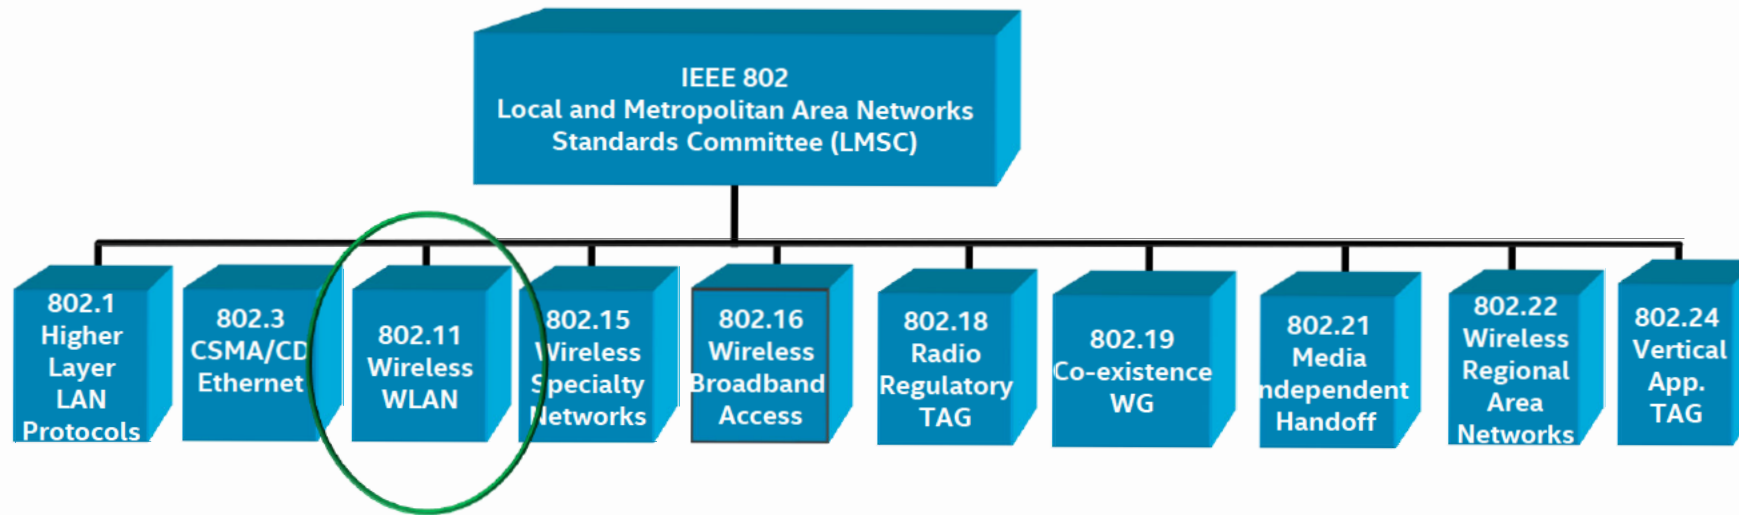 IEEE 802
Local and Metropolitan Area Networks
Standards Committee (LMSC)
802.1
Higher
Layer
LAN
Protocols
802.3
CSMA/CD
Ethernet
802.11
Wireless
WLAN
802.15
Wireless
Specialty
Networks
802.16
Wireless
Broadband
Access
802.18
Radio
Regulatory
TAG
802.19
Co-existence
WG
802.21
Media
Independent
Handoff
802.22
Wireless
Regional
Area
Networks
802.24
Vertical
App.
TAG